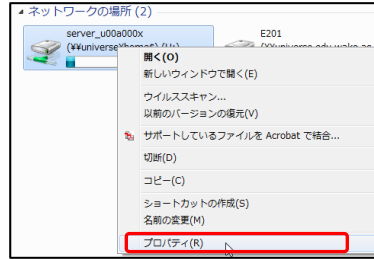 ネットワークの場所 (2)
server_u00a000x
E201
開く(O)
新しいウィンドウで開く(E)
ウイルススキャン...
以前のバージョンの復元(V)
サポートしているファイルを Acrobat で結合...
切断(D)
コピー(C)
ショートカットの作成(S)
名前の変更(M)
プロパティ(R)